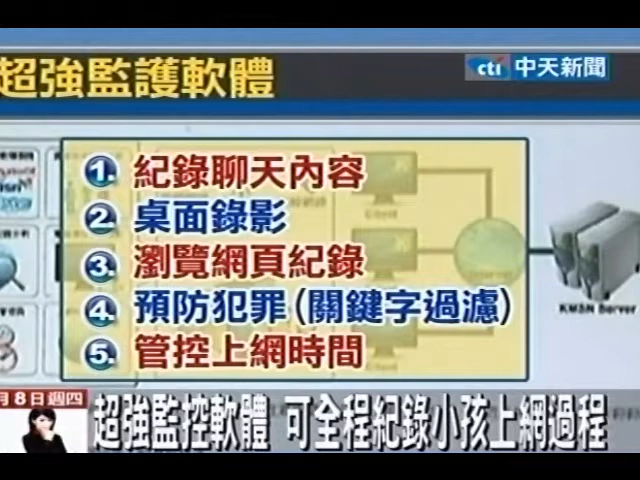 超強監護軟體
cti 中天新聞
1. 紀錄聊天內容
2. 桌面錄影
3. 瀏覽網頁紀錄
4. 預防犯罪(關鍵字過濾)
5. 管控上網時間
KMSN Server
月8日週四
超強監控軟體 可全程紀錄小孩上網過程